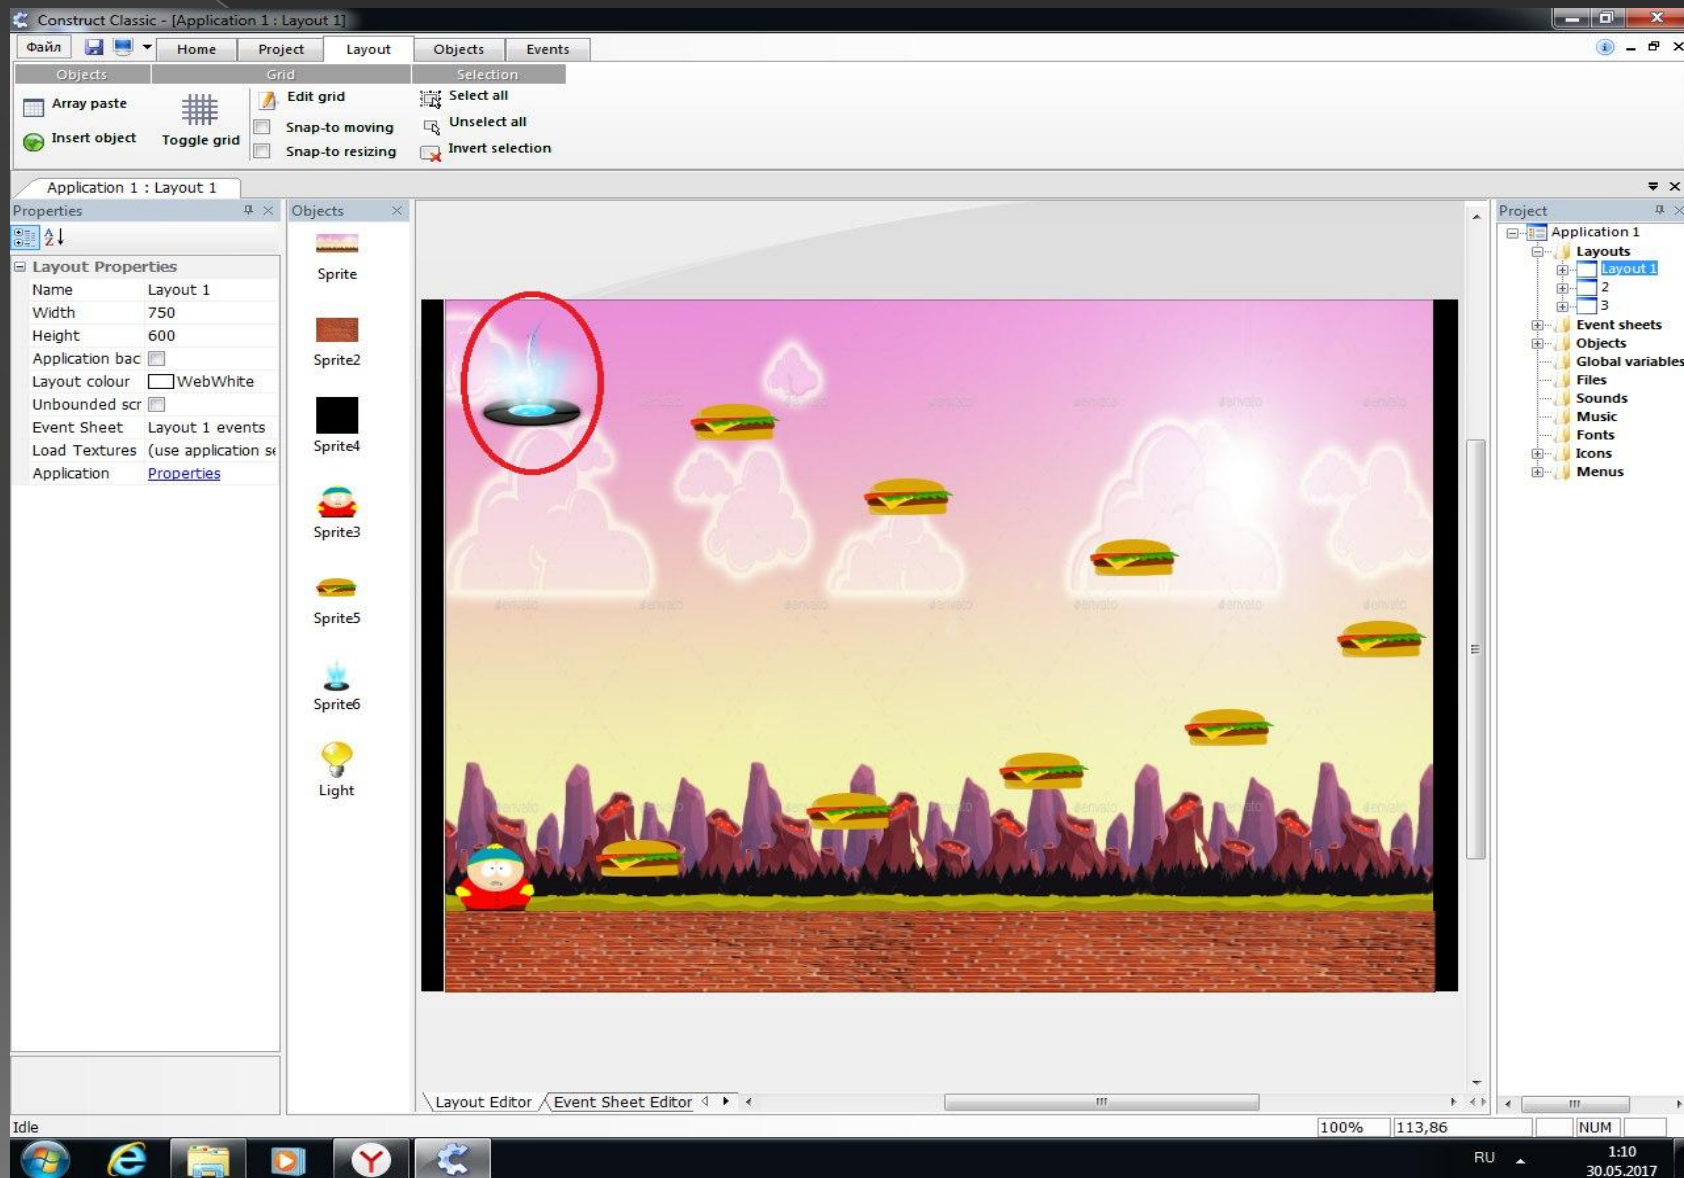 Construct Classic - [Application 1 : Layout 1]
Файл Home Project Layout Objects Events
Objects Grid Selection
Array paste
Insert object
Toggle grid
Edit grid
Snap-to moving
Snap-to resizing
Select all
Unselect all
Invert selection
Application 1 : Layout 1
Properties
Layout Properties
Name Layout 1
Width 750
Height 600
Application bac
Layout colour WebWhite
Unbounded scr
Event Sheet Layout 1 events
Load Textures (use application se
Application Properties
Objects
Sprite
Sprite2
Sprite4
Sprite3
Sprite5
Sprite6
Light
envato
Layout Editor Event Sheet Editor
Project
Application 1
Layouts
Layout 1
2
3
Event sheets
Objects
Global variables
Files
Sounds
Music
Fonts
Icons
Menus
Idle 100% 113,86 NUM
RU 1:10
30.05.2017